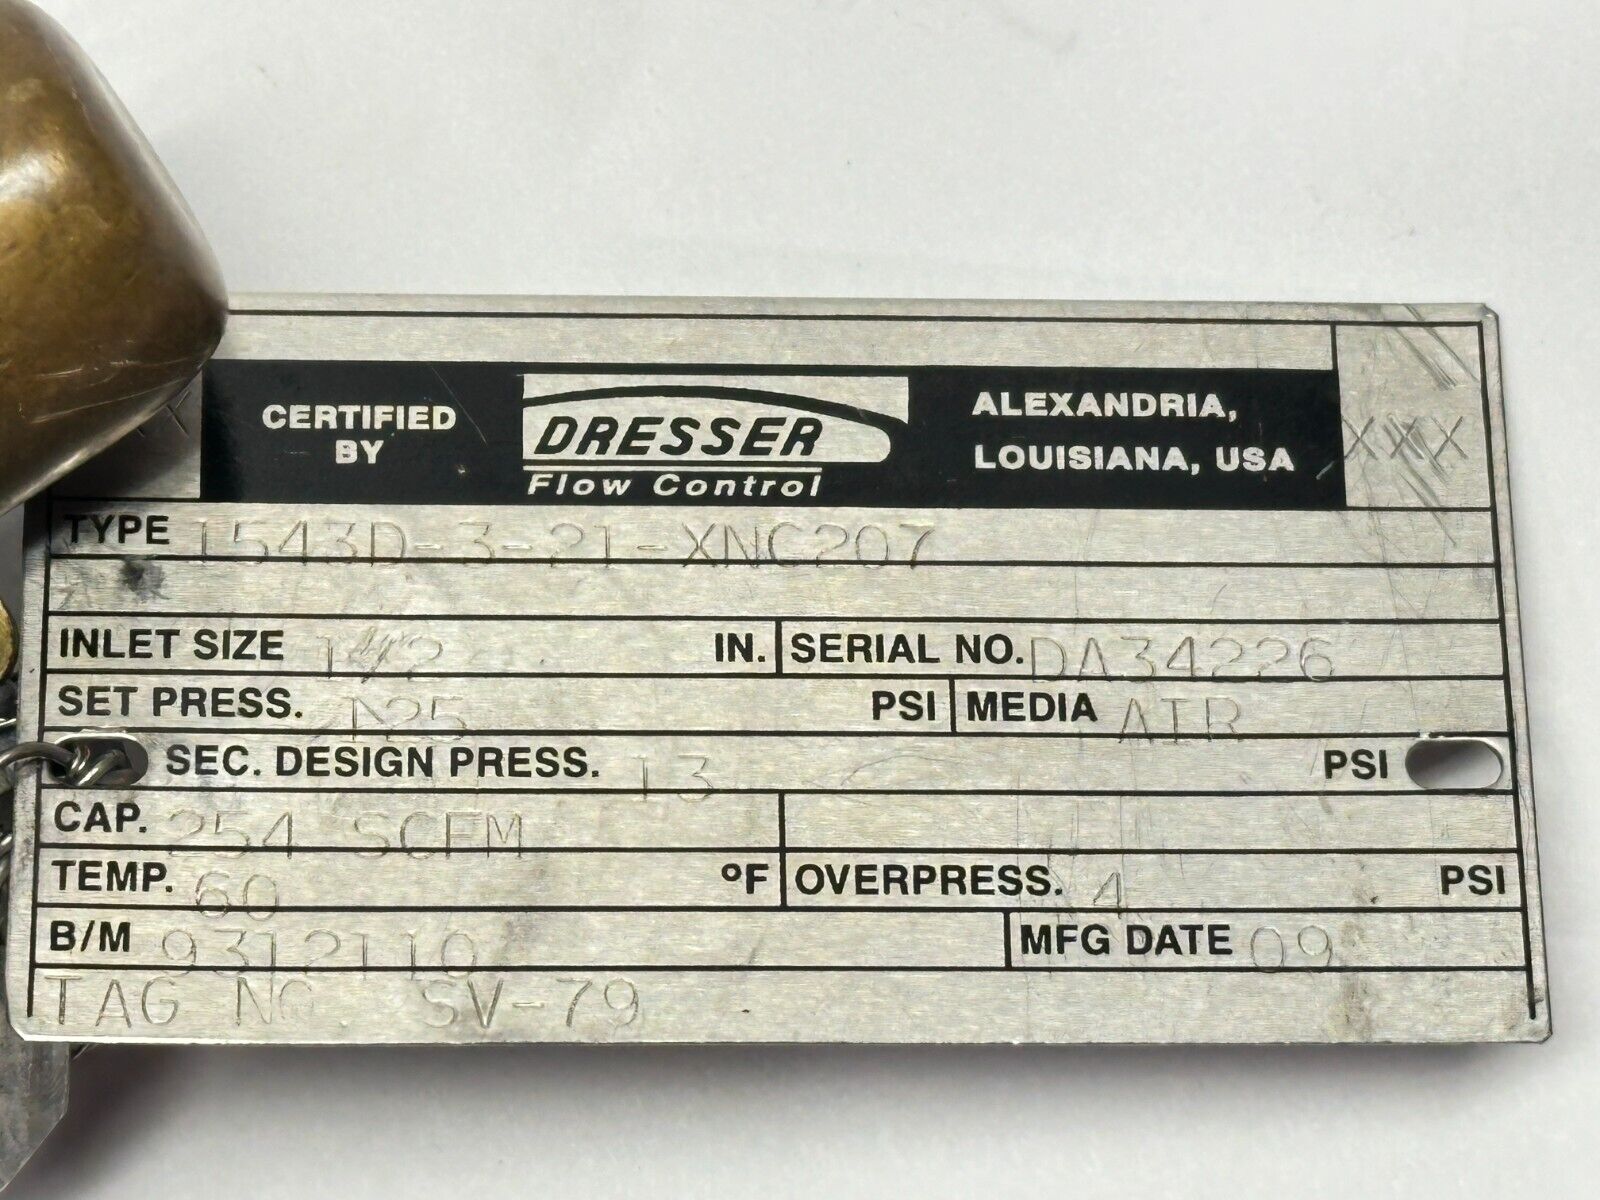 CERTIFIED BY
DRESSER
Flow Control
ALEXANDRIA,
LOUISIANA, USA
XXX
TYPE 1543D-3-21-XNC207
INLET SIZE 1 1/2 IN. SERIAL NO. DA34226
SET PRESS. 125 PSI MEDIA AIR
SEC. DESIGN PRESS. 13 PSI
CAP. 254 SCFM
TEMP. 60 °F OVERPRESS. 4 PSI
B/M 9312110 MFG DATE 09
TAG NO SV-79